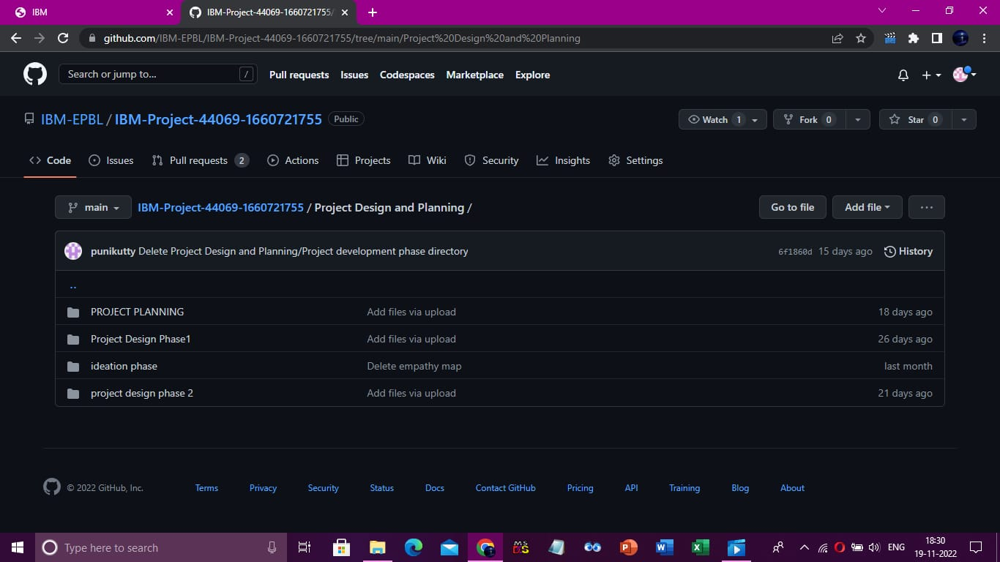 IBM
IBM-Project-44069-1660721755/
github.com/IBM-EPBL/IBM-Project-44069-1660721755/tree/main/Project%20Design%20and%20Planning
Search or jump to... /
Pull requests Issues Codespaces Marketplace Explore
IBM-EPBL / IBM-Project-44069-1660721755 Public
Watch 1 Fork 0 Star 0
Code Issues Pull requests 2 Actions Projects Wiki Security Insights Settings
main IBM-Project-44069-1660721755 / Project Design and Planning /
Go to file Add file ...
punikutty Delete Project Design and Planning/Project development phase directory 6f1860d 15 days ago History
..
PROJECT PLANNING Add files via upload 18 days ago
Project Design Phase1 Add files via upload 26 days ago
ideation phase Delete empathy map last month
project design phase 2 Add files via upload 21 days ago
© 2022 GitHub, Inc. Terms Privacy Security Status Docs Contact GitHub Pricing API Training Blog About
Type here to search
ENG
18:30
19-11-2022